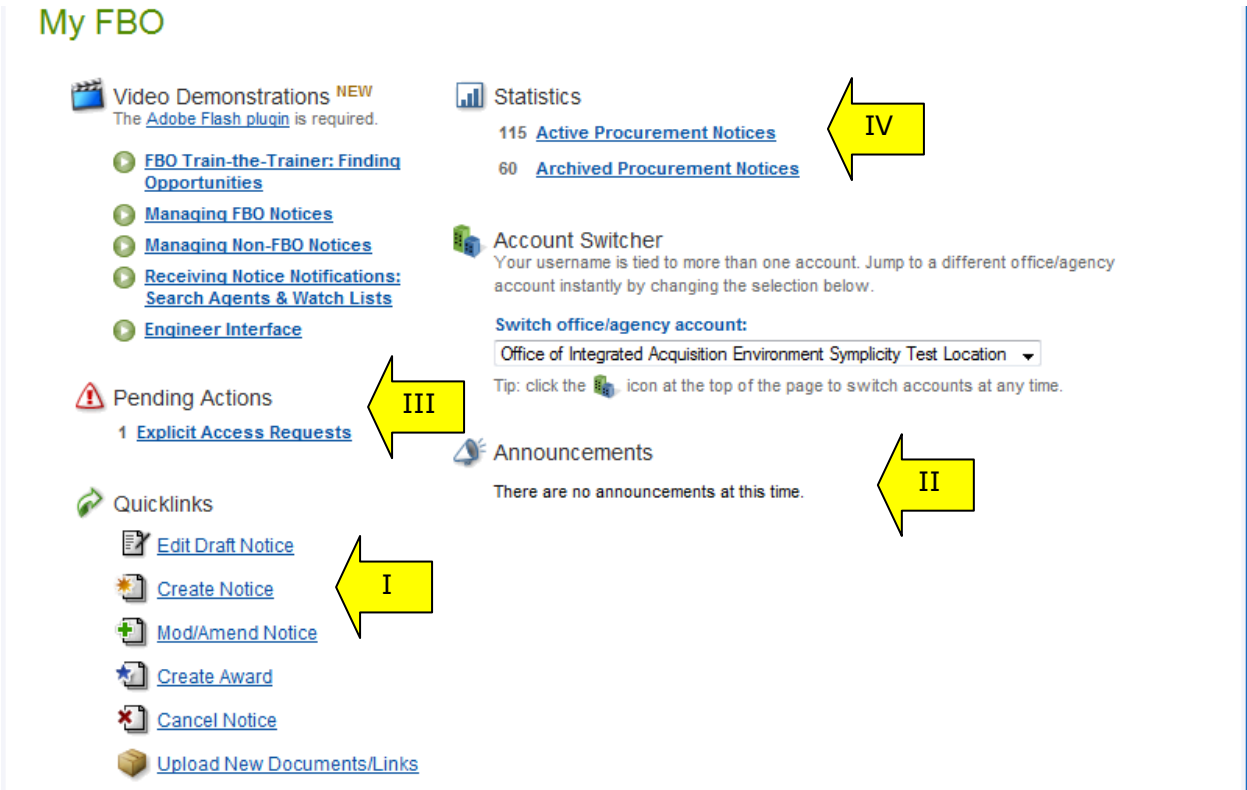 My FBO
Video Demonstrations NEW
The Adobe Flash plugin is required.
FBO Train-the-Trainer: Finding
Opportunities
Managing FBO Notices
Managing Non-FBO Notices
Receiving Notice Notifications:
Search Agents & Watch Lists
Engineer Interface
Pending Actions
III
1 Explicit Access Requests
Quicklinks
Edit Draft Notice
Create Notice
I
Mod/Amend Notice
Create Award
Cancel Notice
Upload New Documents/Links
Statistics
115 Active Procurement Notices
IV
60 Archived Procurement Notices
Account Switcher
Your username is tied to more than one account. Jump to a different office/agency
account instantly by changing the selection below.
Switch office/agency account:
Office of Integrated Acquisition Environment Symplicity Test Location
Tip: click the icon at the top of the page to switch accounts at any time.
Announcements
II
There are no announcements at this time.